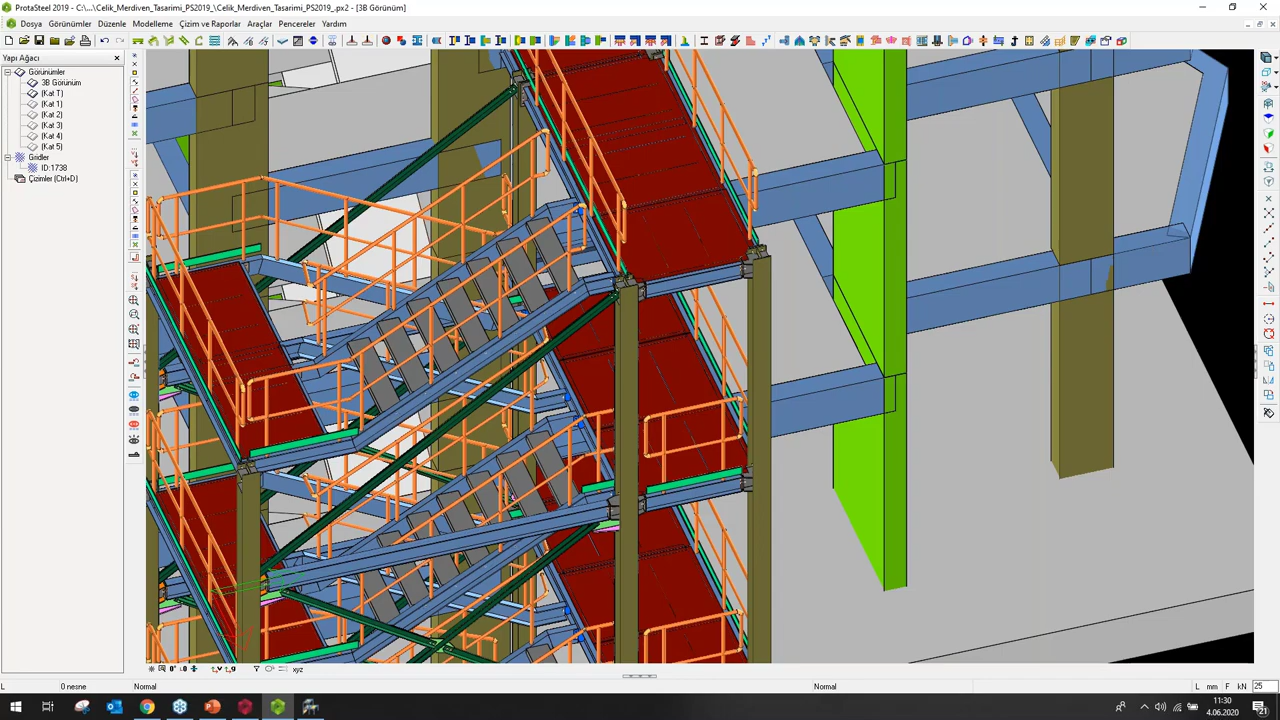 ProtaSteel 2019 - C:\...\Celik_Merdiven_Tasarimi_PS2019_\Celik_Merdiven_Tasarimi_PS2019_.px2 - [3B Görünüm]
Dosya Görünümler Düzenle Modelleme Çizim ve Raporlar Araçlar Pencereler Yardım
Yapı Ağacı
Görünümler
3B Görünüm
(Kat T)
(Kat 1)
(Kat 2)
(Kat 3)
(Kat 4)
(Kat 5)
Gridler
ID:1738
Çizimler (Ctrl+D)
xyz
L 0 nesne Normal Normal L mm F kN 25
11:30
4.06.2020
21